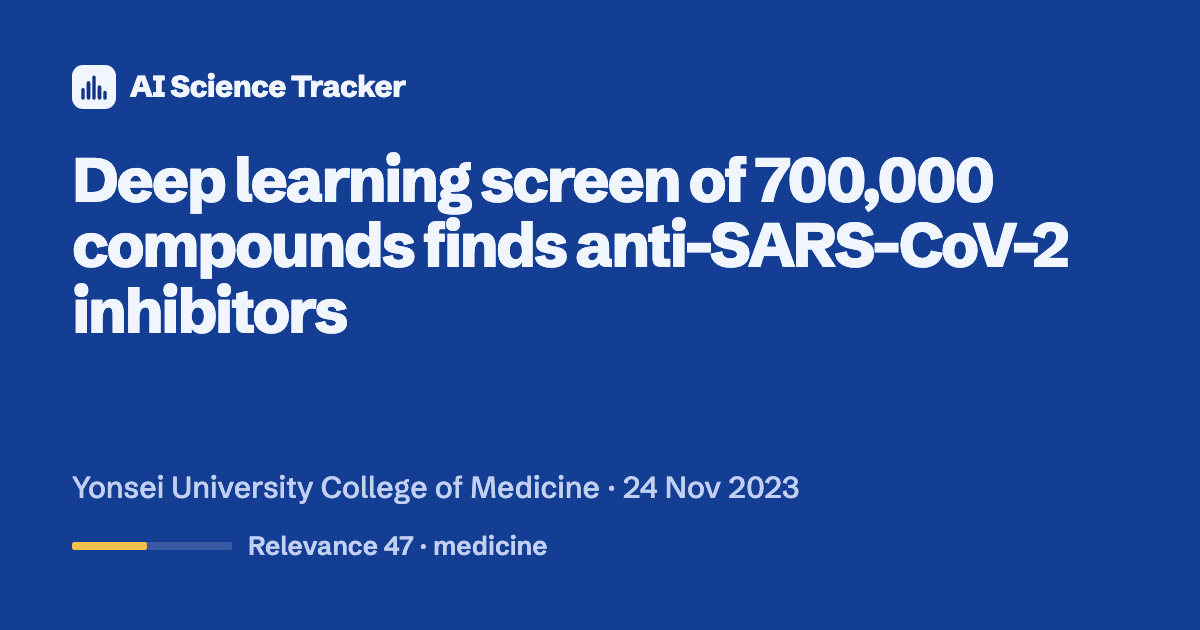 AI Science Tracker
Deep learning screen of 700,000
compounds finds anti-SARS-CoV-2
inhibitors
Yonsei University College of Medicine · 24 Nov 2023
Relevance 47 · medicine